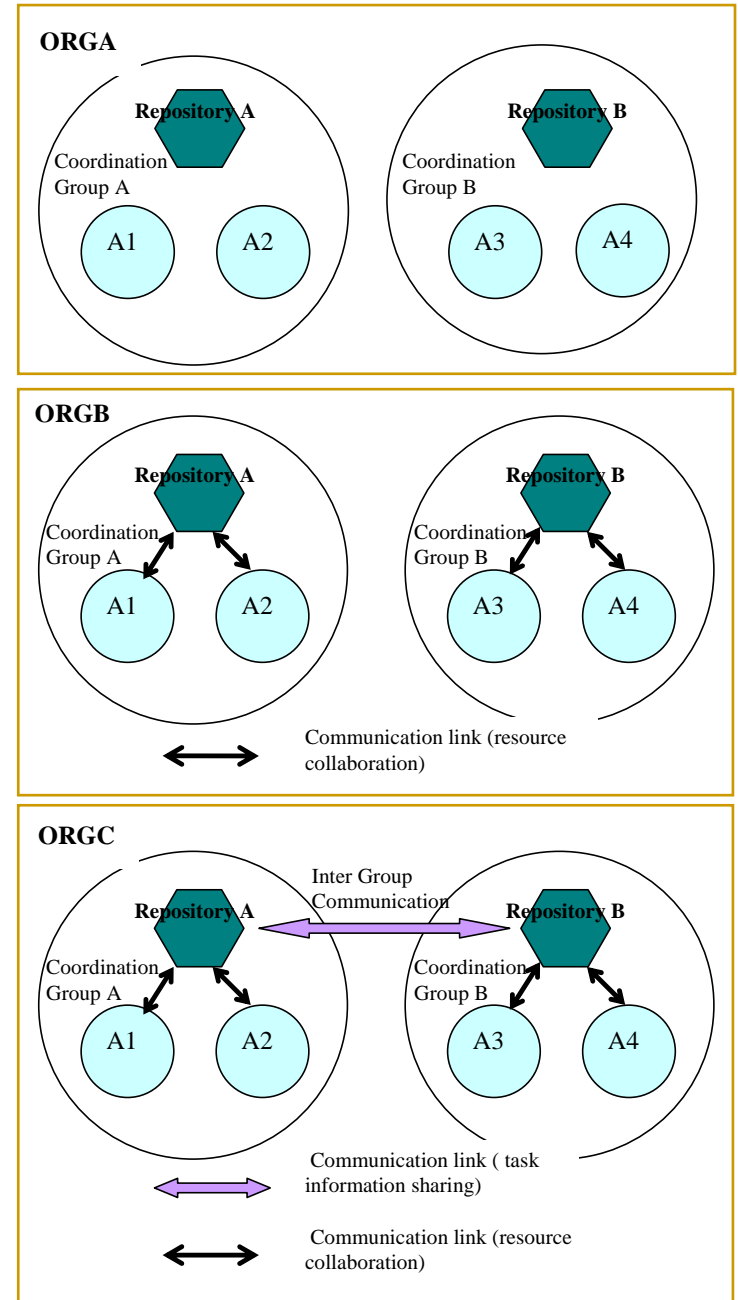 ORGA
Repository A
Repository B
Coordination
Group A
Coordination
Group B
A1
A2
A3
A4
ORGB
Repository A
Repository B
Coordination
Group A
Coordination
Group B
A1
A2
A3
A4
Communication link (resource
collaboration)
ORGC
Inter Group
Communication
Repository A
Repository B
Coordination
Group A
Coordination
Group B
A1
A2
A3
A4
Communication link ( task
information sharing)
Communication link (resource
collaboration)